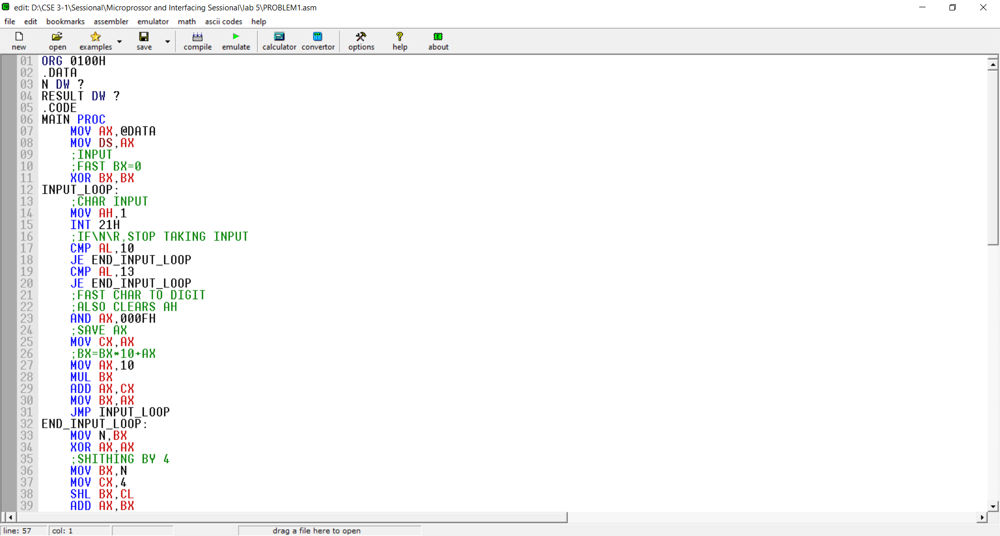 edit: D:\CSE 3-1\Sessional\Microprossor and Interfacing Sessional\lab 5\PROBLEM1.asm
file edit bookmarks assembler emulator math ascii codes help
new open examples save compile emulate calculator convertor options help about
01 ORG 0100H
02 .DATA
03 N DW ?
04 RESULT DW ?
05 .CODE
06 MAIN PROC
07 MOV AX,@DATA
08 MOV DS,AX
09 ;INPUT
10 ;FAST BX=0
11 XOR BX,BX
12 INPUT_LOOP:
13 ;CHAR INPUT
14 MOV AH,1
15 INT 21H
16 ;IF\N\R,STOP TAKING INPUT
17 CMP AL,10
18 JE END_INPUT_LOOP
19 CMP AL,13
20 JE END_INPUT_LOOP
21 ;FAST CHAR TO DIGIT
22 ;ALSO CLEARS AH
23 AND AX,000FH
24 ;SAVE AX
25 MOV CX,AX
26 ;BX=BX*10+AX
27 MOV AX,10
28 MUL BX
29 ADD AX,CX
30 MOV BX,AX
31 JMP INPUT_LOOP
32 END_INPUT_LOOP:
33 MOV N,BX
34 XOR AX,AX
35 ;SHITHING BY 4
36 MOV BX,N
37 MOV CX,4
38 SHL BX,CL
39 ADD AX,BX
line: 57 col: 1 drag a file here to open